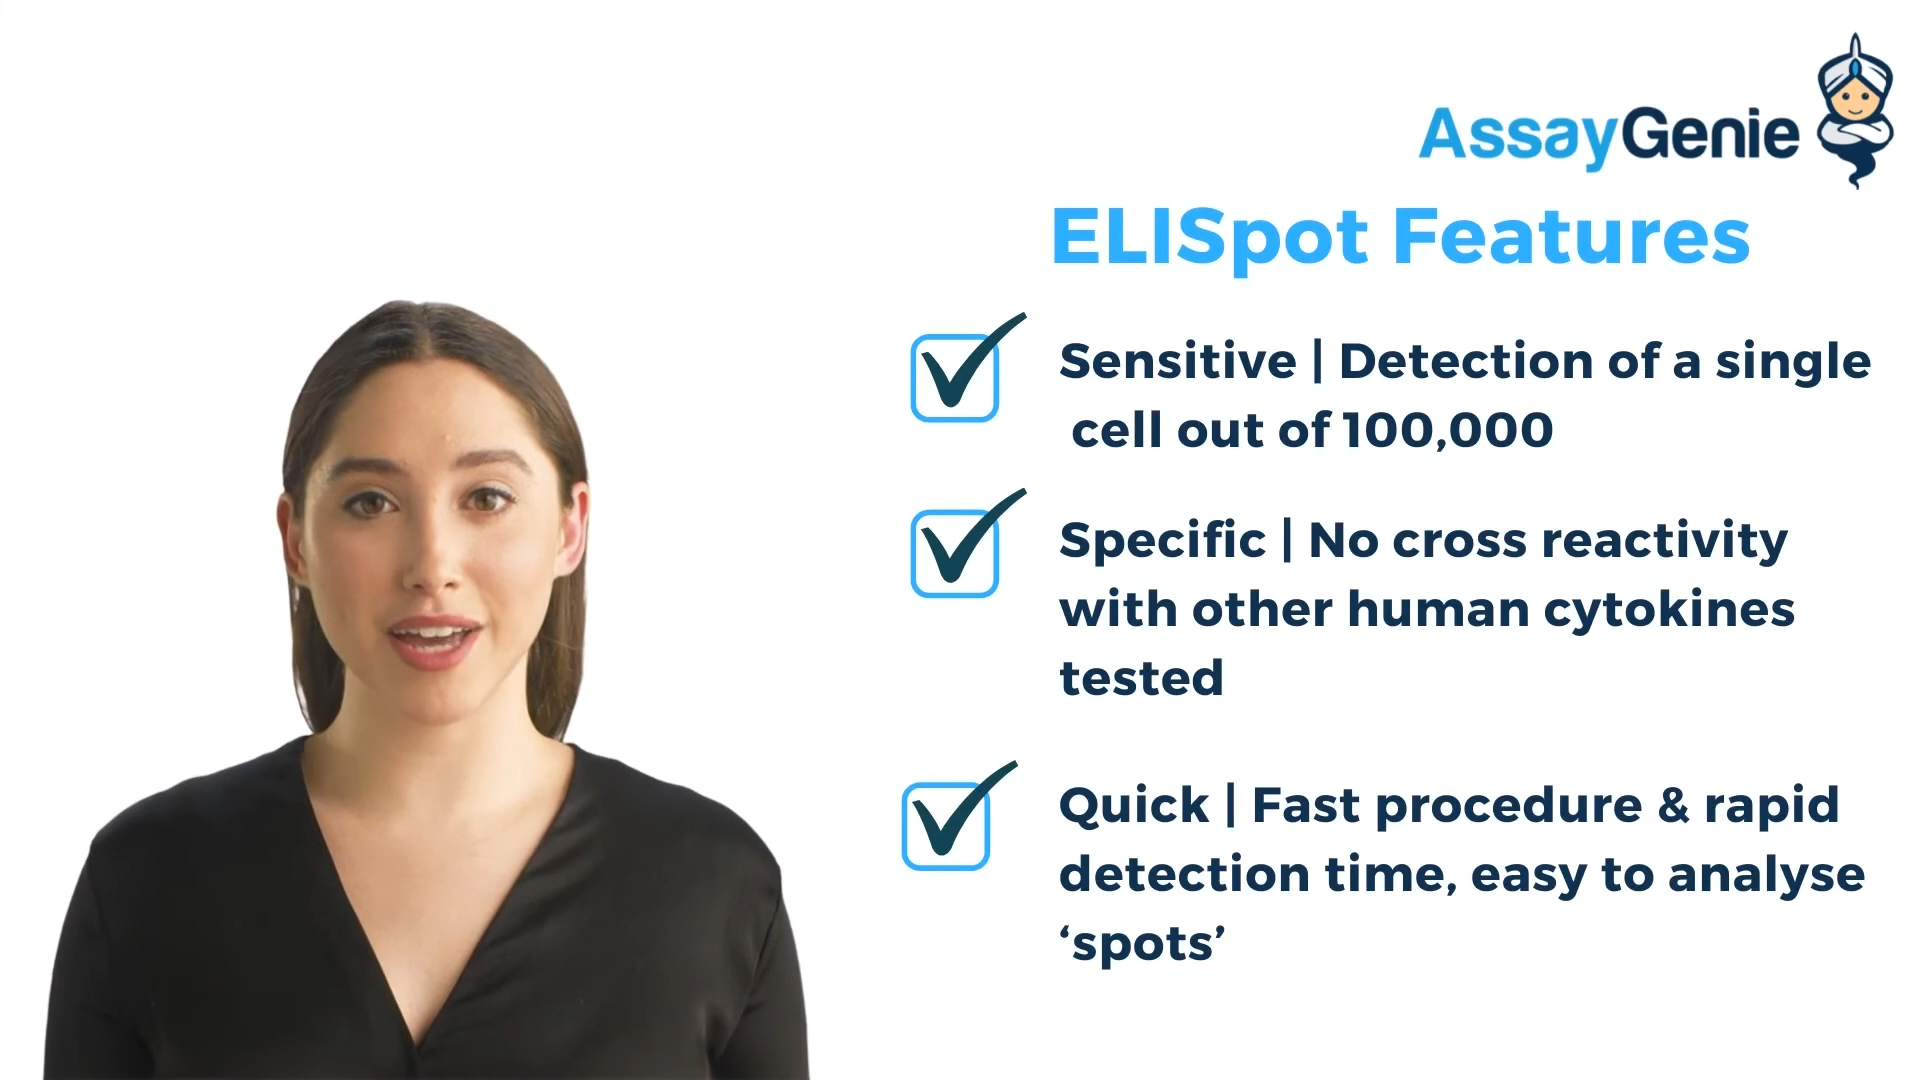 AssayGenie
ELISpot Features
Sensitive | Detection of a single
cell out of 100,000
Specific | No cross reactivity
with other human cytokines
tested
Quick | Fast procedure & rapid
detection time, easy to analyse
‘spots’